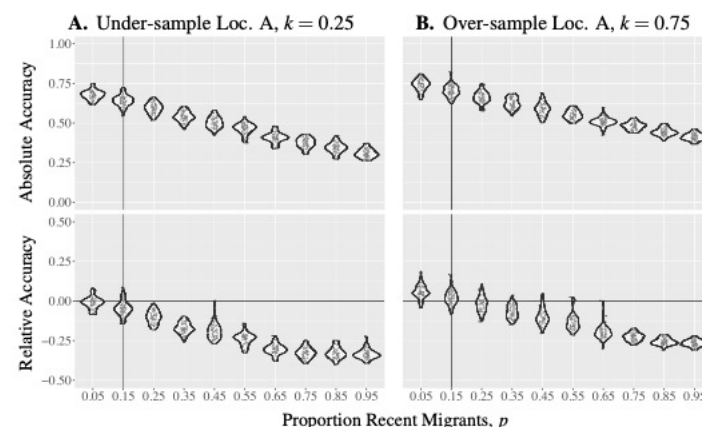 A. Under-sample Loc. A, k = 0.25
B. Over-sample Loc. A, k = 0.75
Absolute Accuracy
1.00
0.75
0.50
0.25
0.00
Relative Accuracy
0.50
0.25
0.00
−0.25
−0.50
0.05 0.15 0.25 0.35 0.45 0.55 0.65 0.75 0.85 0.95
0.05 0.15 0.25 0.35 0.45 0.55 0.65 0.75 0.85 0.95
Proportion Recent Migrants, p